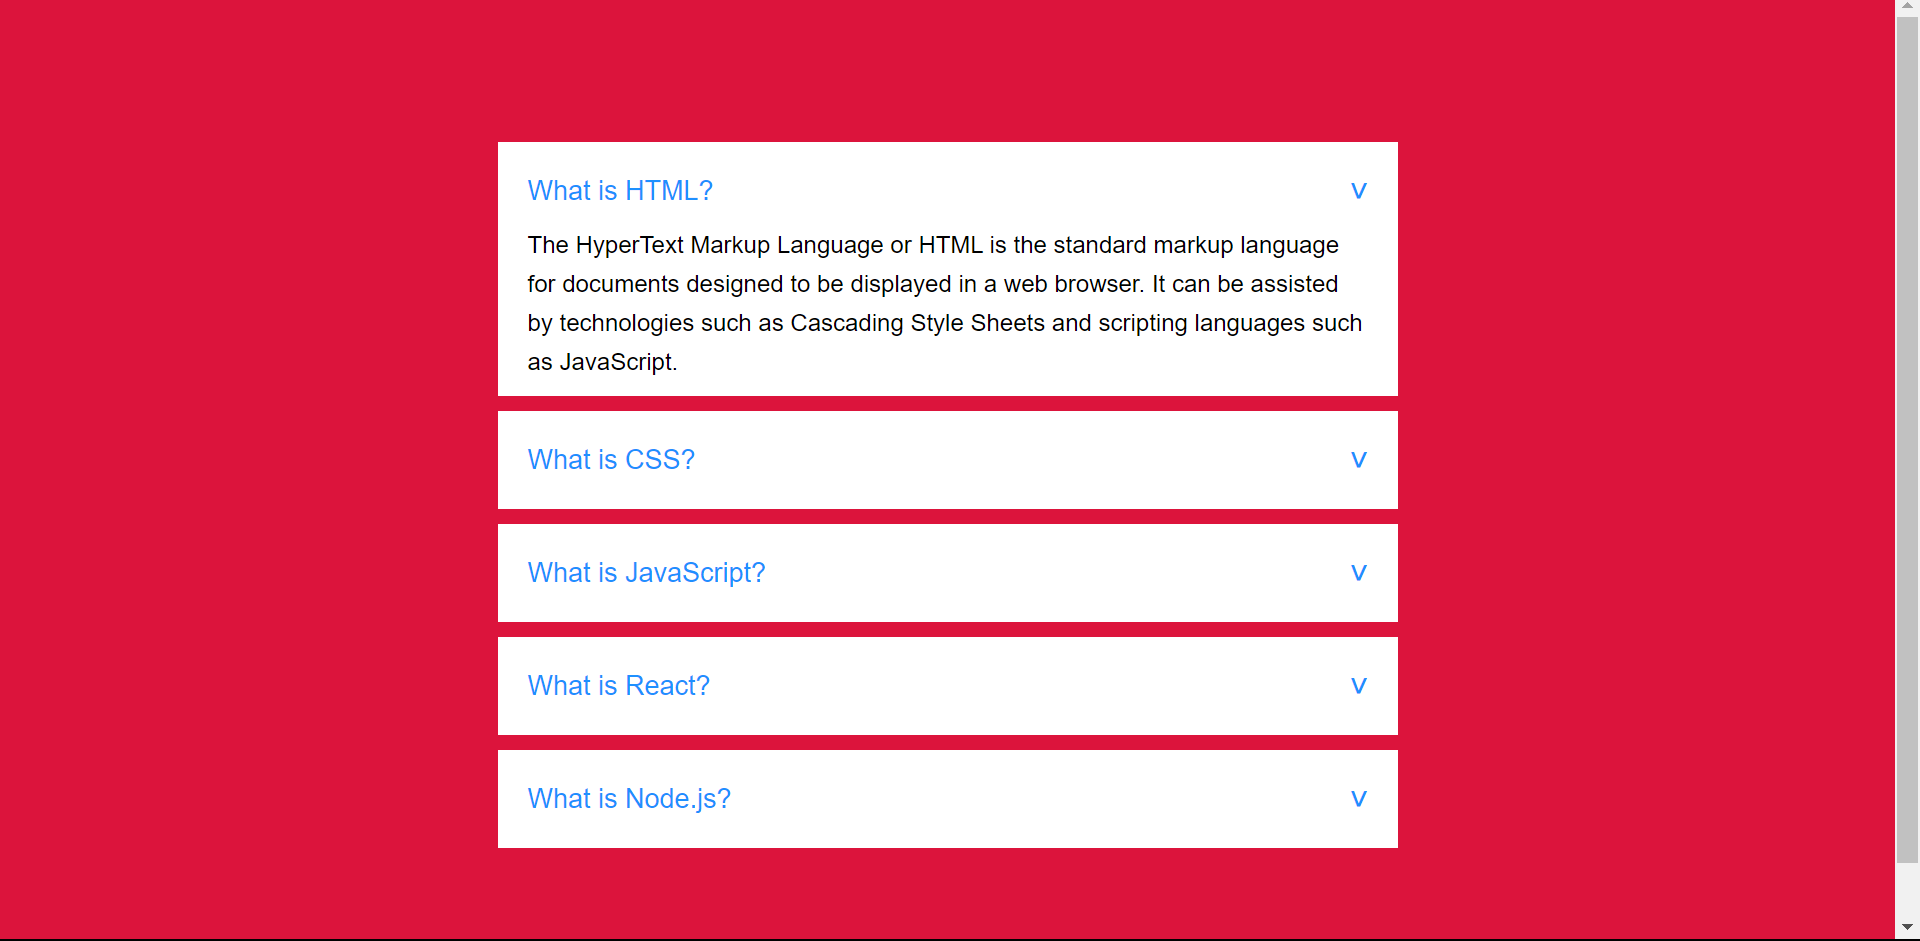 What is HTML? V
The HyperText Markup Language or HTML is the standard markup language
for documents designed to be displayed in a web browser. It can be assisted
by technologies such as Cascading Style Sheets and scripting languages such
as JavaScript.
What is CSS? V
What is JavaScript? V
What is React? V
What is Node.js? V